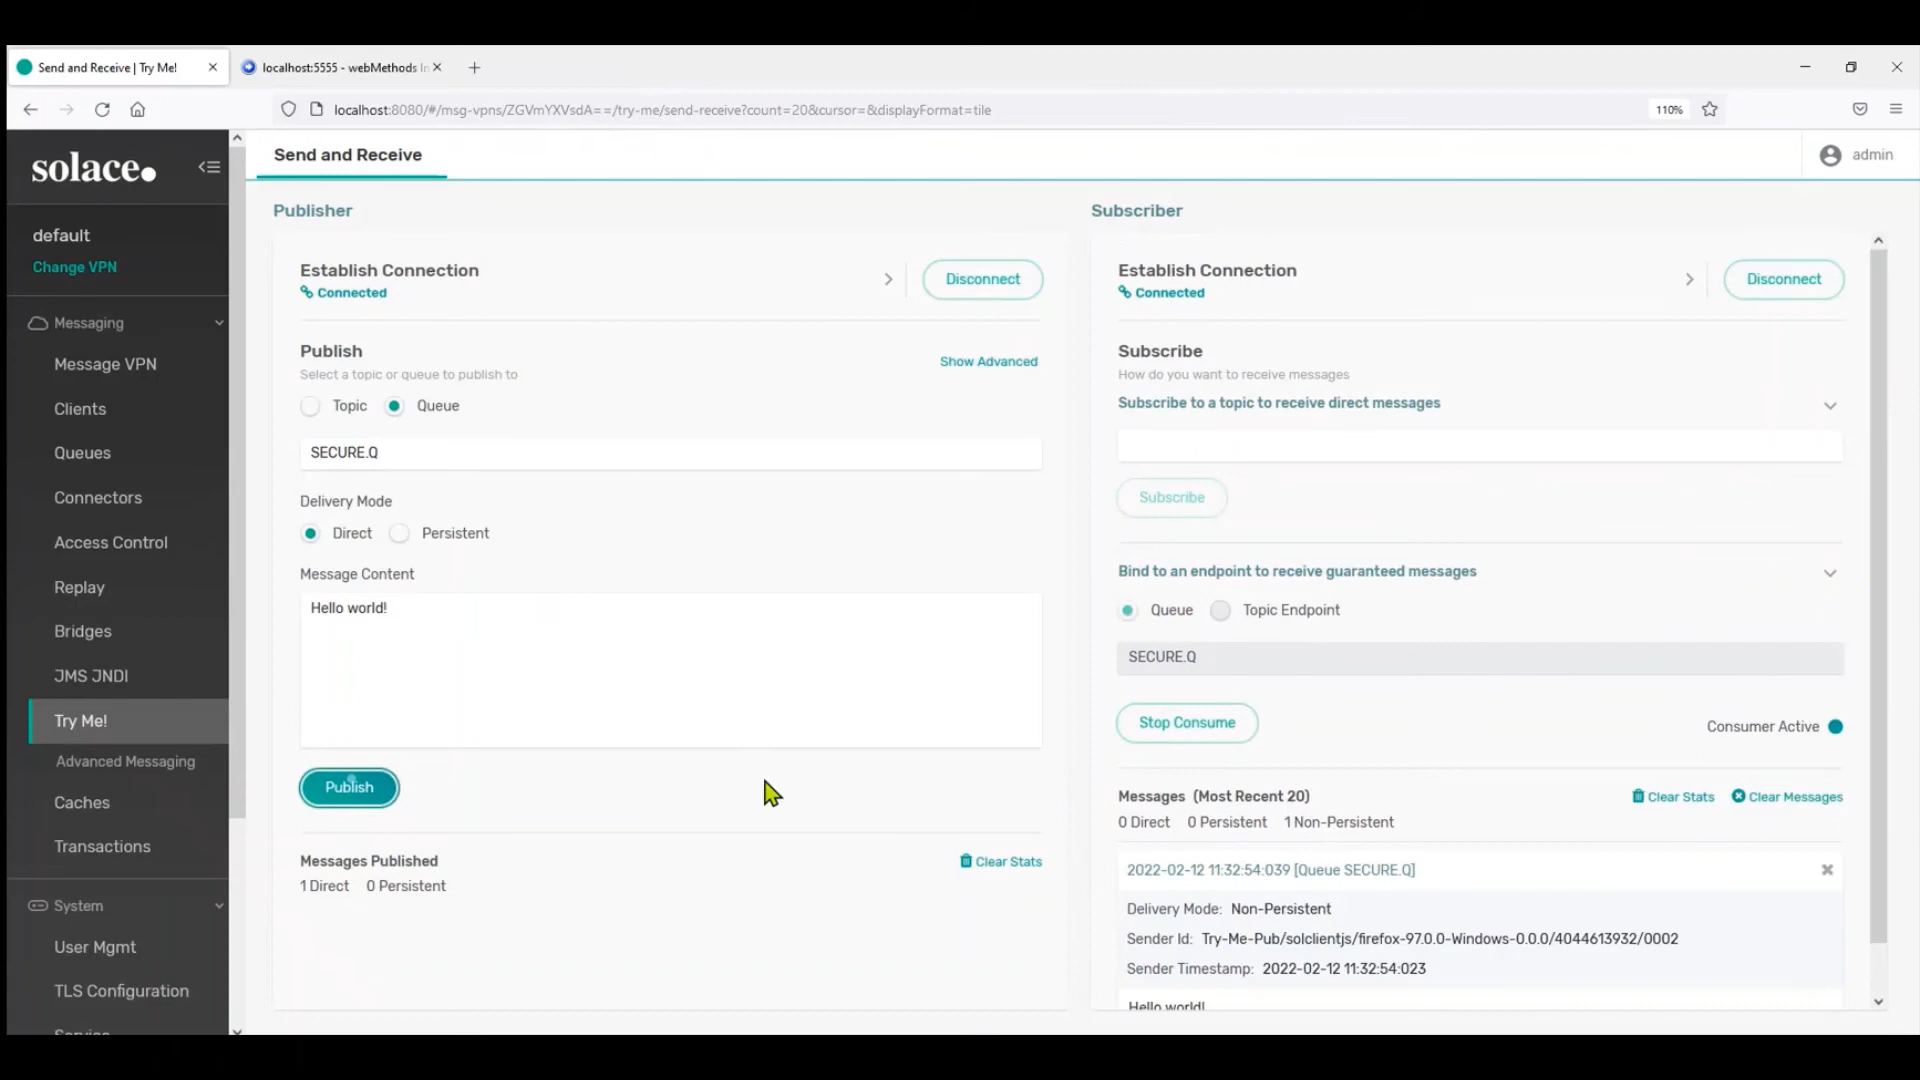 Send and Receive | Try Me!
localhost:5555 - webMethods In
localhost:8080/#/msg-vpns/ZGVmYXVsdA==/try-me/send-receive?count=20&cursor=&displayFormat=tile
110%
solace.
default
Change VPN
Messaging
Message VPN
Clients
Queues
Connectors
Access Control
Replay
Bridges
JMS JNDI
Try Me!
Advanced Messaging
Caches
Transactions
System
User Mgmt
TLS Configuration
Service
Send and Receive
admin
Publisher
Establish Connection
Connected
Disconnect
Publish
Show Advanced
Select a topic or queue to publish to
Topic Queue
SECURE.Q
Delivery Mode
Direct Persistent
Message Content
Hello world!
Publish
Messages Published
Clear Stats
1 Direct 0 Persistent
Subscriber
Establish Connection
Connected
Disconnect
Subscribe
How do you want to receive messages
Subscribe to a topic to receive direct messages
Subscribe
Bind to an endpoint to receive guaranteed messages
Queue Topic Endpoint
SECURE.Q
Stop Consume
Consumer Active
Messages (Most Recent 20)
Clear Stats Clear Messages
0 Direct 0 Persistent 1 Non-Persistent
2022-02-12 11:32:54:039 [Queue SECURE.Q]
Delivery Mode: Non-Persistent
Sender Id: Try-Me-Pub/solclientjs/firefox-97.0.0-Windows-0.0.0/4044613932/0002
Sender Timestamp: 2022-02-12 11:32:54:023
Hello world!